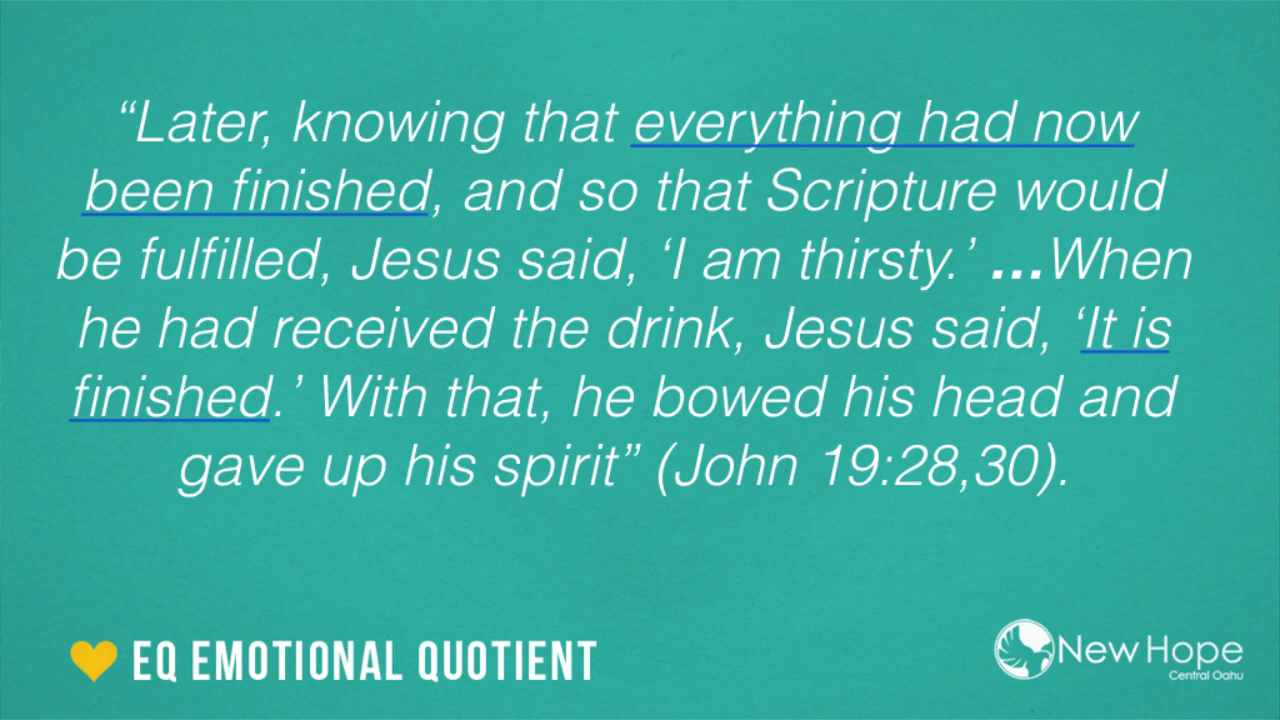 “Later, knowing that everything had now
been finished, and so that Scripture would
be fulfilled, Jesus said, ‘I am thirsty.’ ...When
he had received the drink, Jesus said, ‘It is
finished.’ With that, he bowed his head and
gave up his spirit” (John 19:28,30).
EQ EMOTIONAL QUOTIENT
New Hope
Central Oahu